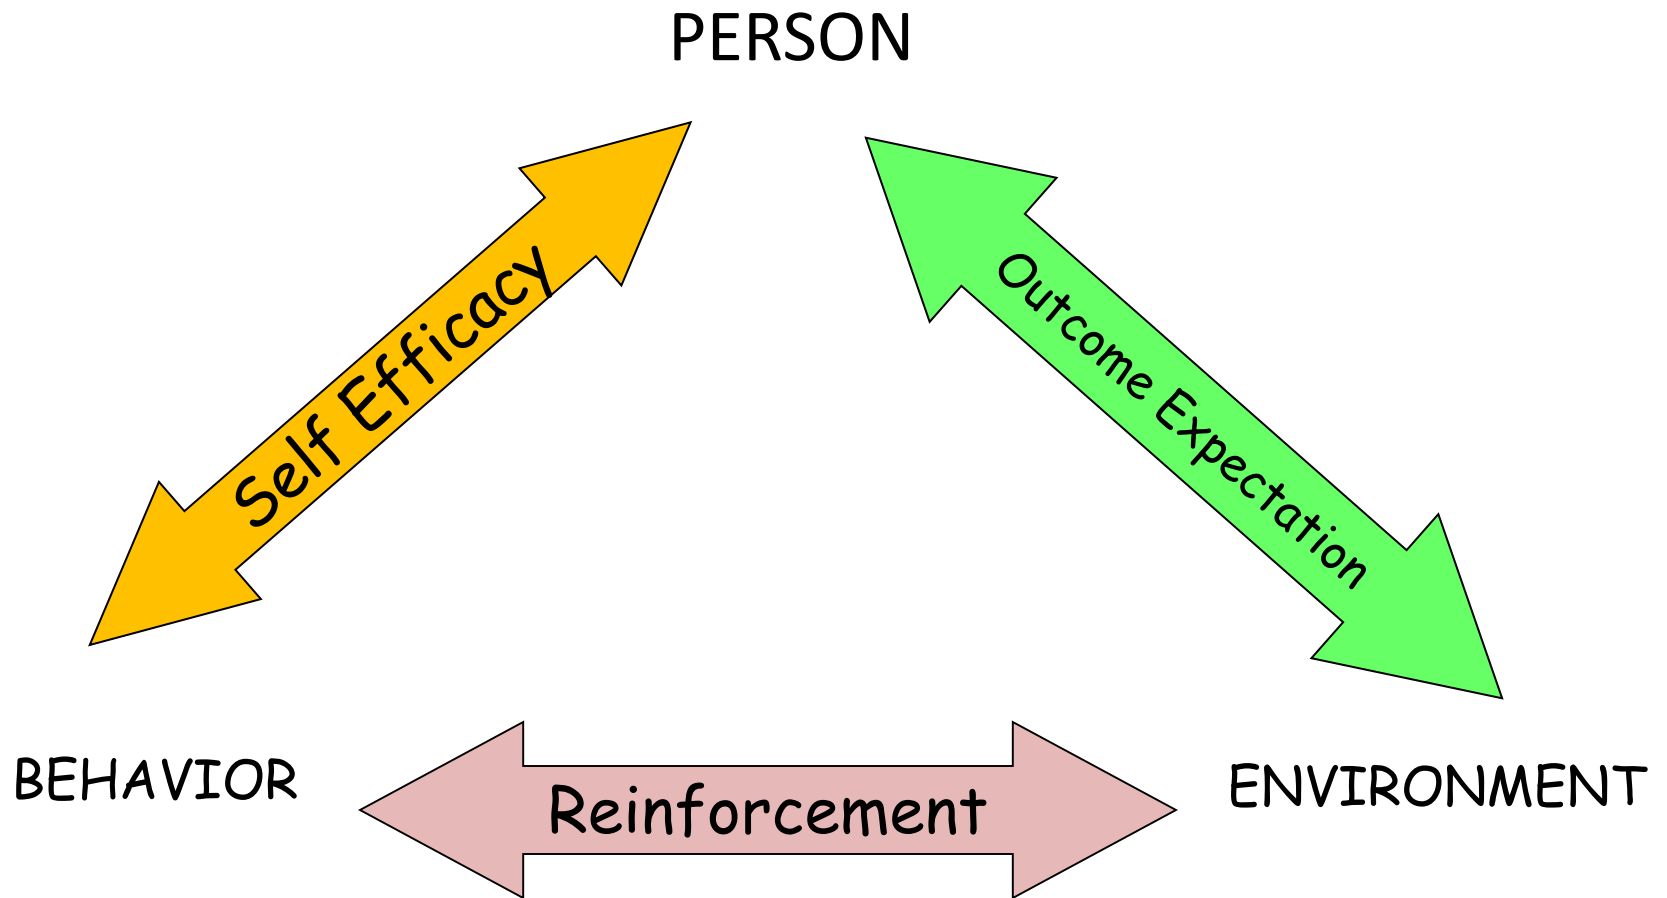 PERSON
Self Efficacy
Outcome Expectation
BEHAVIOR
Reinforcement
ENVIRONMENT